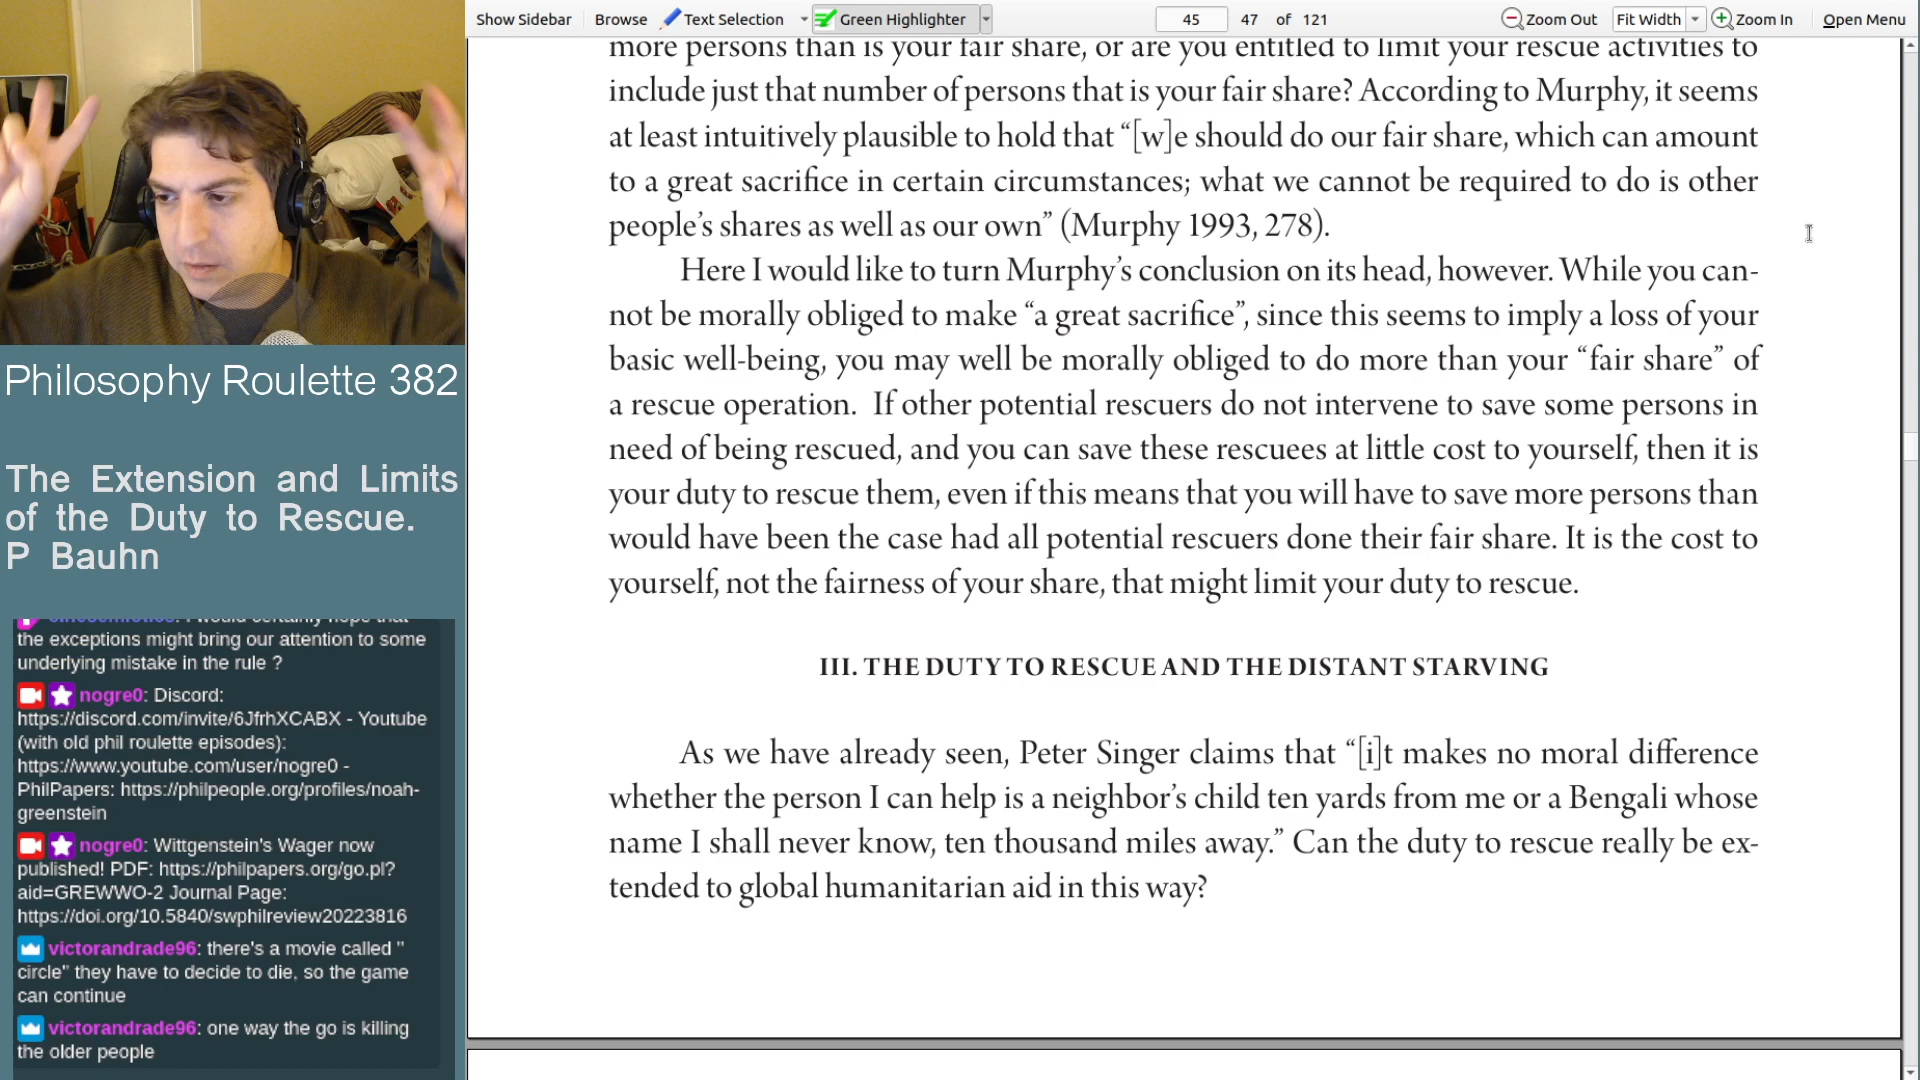 Show Sidebar Browse Text Selection Green Highlighter 45 47 of 121 Zoom Out Fit Width Zoom In Open Menu
more persons than is your fair share, or are you entitled to limit your rescue activities to
include just that number of persons that is your fair share? According to Murphy, it seems
at least intuitively plausible to hold that “[w]e should do our fair share, which can amount
to a great sacrifice in certain circumstances; what we cannot be required to do is other
people’s shares as well as our own” (Murphy 1993, 278).
Here I would like to turn Murphy’s conclusion on its head, however. While you can-
not be morally obliged to make “a great sacrifice”, since this seems to imply a loss of your
basic well-being, you may well be morally obliged to do more than your “fair share” of
a rescue operation. If other potential rescuers do not intervene to save some persons in
need of being rescued, and you can save these rescuees at little cost to yourself, then it is
your duty to rescue them, even if this means that you will have to save more persons than
would have been the case had all potential rescuers done their fair share. It is the cost to
yourself, not the fairness of your share, that might limit your duty to rescue.
III. THE DUTY TO RESCUE AND THE DISTANT STARVING
As we have already seen, Peter Singer claims that “[i]t makes no moral difference
whether the person I can help is a neighbor’s child ten yards from me or a Bengali whose
name I shall never know, ten thousand miles away.” Can the duty to rescue really be ex-
tended to global humanitarian aid in this way?
Philosophy Roulette 382
The Extension and Limits
of the Duty to Rescue.
P Bauhn
I would certainly hope that
the exceptions might bring our attention to some
underlying mistake in the rule ?
nogre0: Discord:
https://discord.com/invite/6JfrhXCABX - Youtube
(with old phil roulette episodes):
https://www.youtube.com/user/nogre0 -
PhilPapers: https://philpeople.org/profiles/noah-
greenstein
nogre0: Wittgenstein's Wager now
published! PDF: https://philpapers.org/go.pl?
aid=GREWWO-2 Journal Page:
https://doi.org/10.5840/swphilreview20223816
victorandrade96: there's a movie called "
circle" they have to decide to die, so the game
can continue
victorandrade96: one way the go is killing
the older people